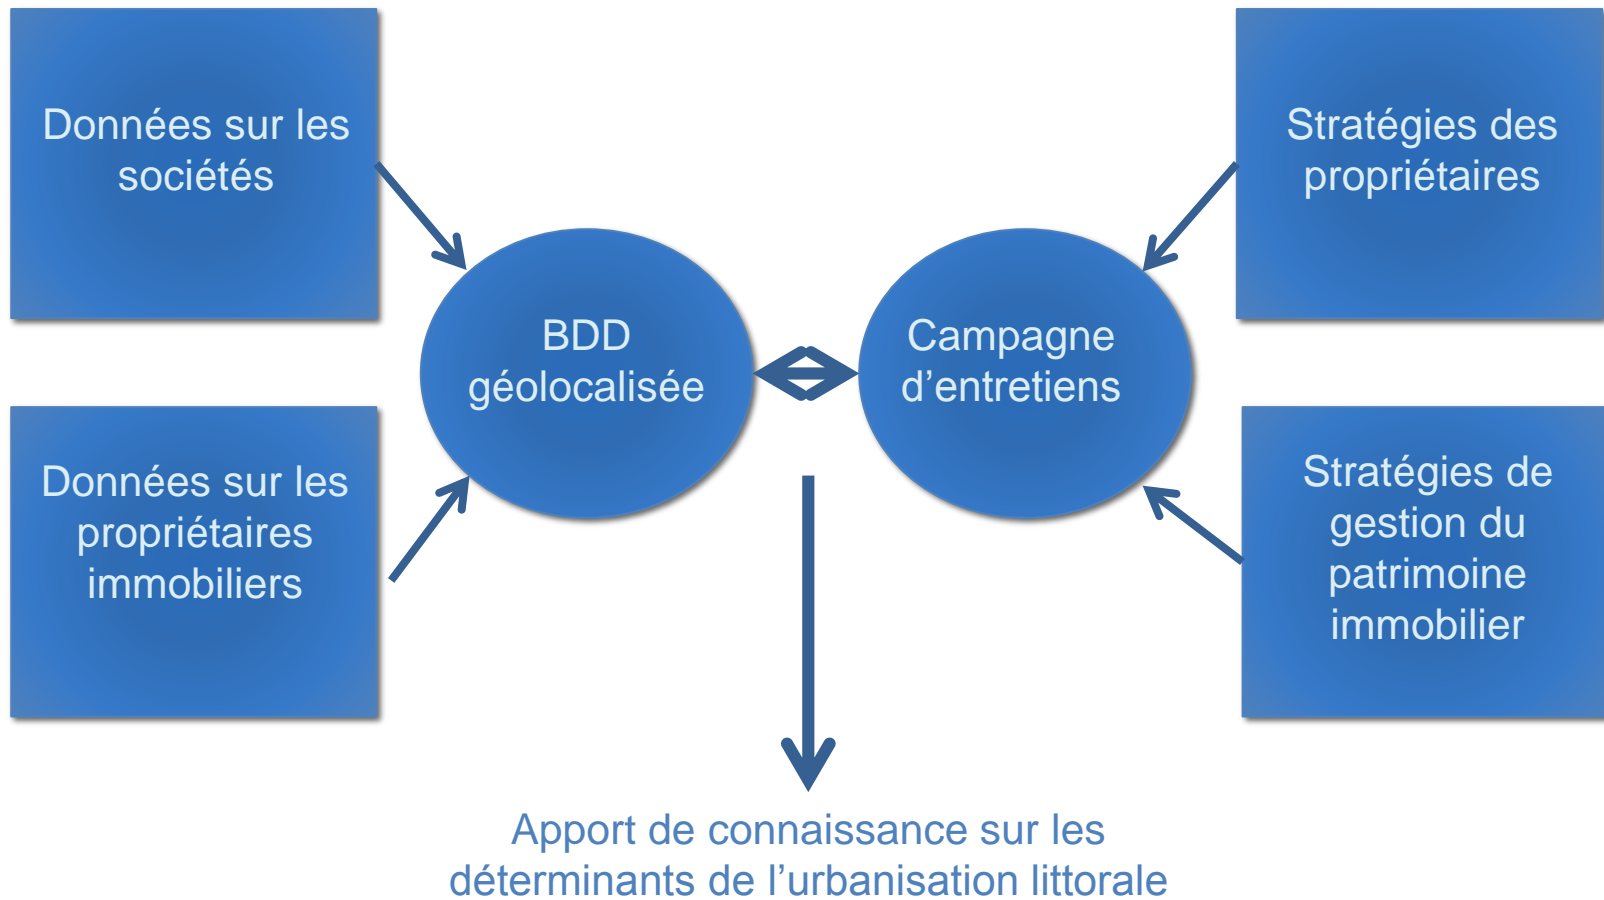 Données sur les
sociétés
Stratégies des
propriétaires
BDD
géolocalisée
Campagne
d’entretiens
Données sur les
propriétaires
immobiliers
Stratégies de
gestion du
patrimoine
immobilier
Apport de connaissance sur les
déterminants de l’urbanisation littorale